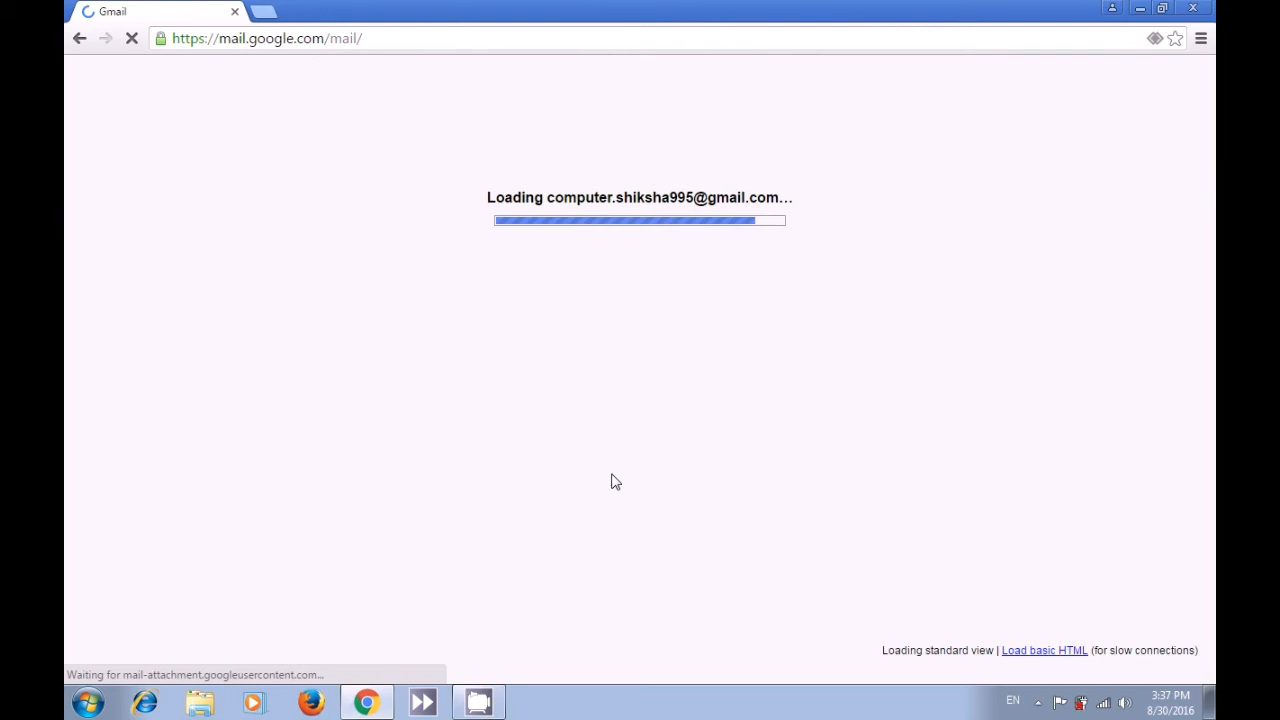 Gmail
https://mail.google.com/mail/
Loading computer.shiksha995@gmail.com...
Loading standard view | Load basic HTML (for slow connections)
Waiting for mail-attachment.googleusercontent.com...
EN
3:37 PM
8/30/2016